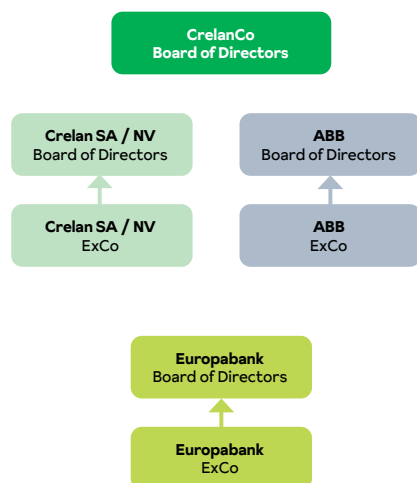 CrelanCo
Board of Directors
Crelan SA / NV
Board of Directors
ABB
Board of Directors
Crelan SA / NV
ExCo
ABB
ExCo
Europabank
Board of Directors
Europabank
ExCo